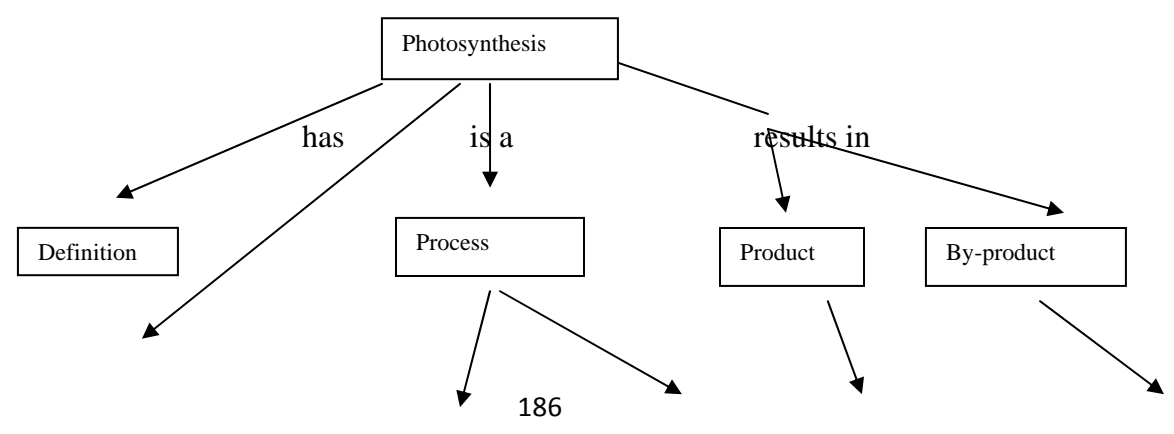 Photosynthesis
has
is a
results in
Definition
Process
Product
By-product
186